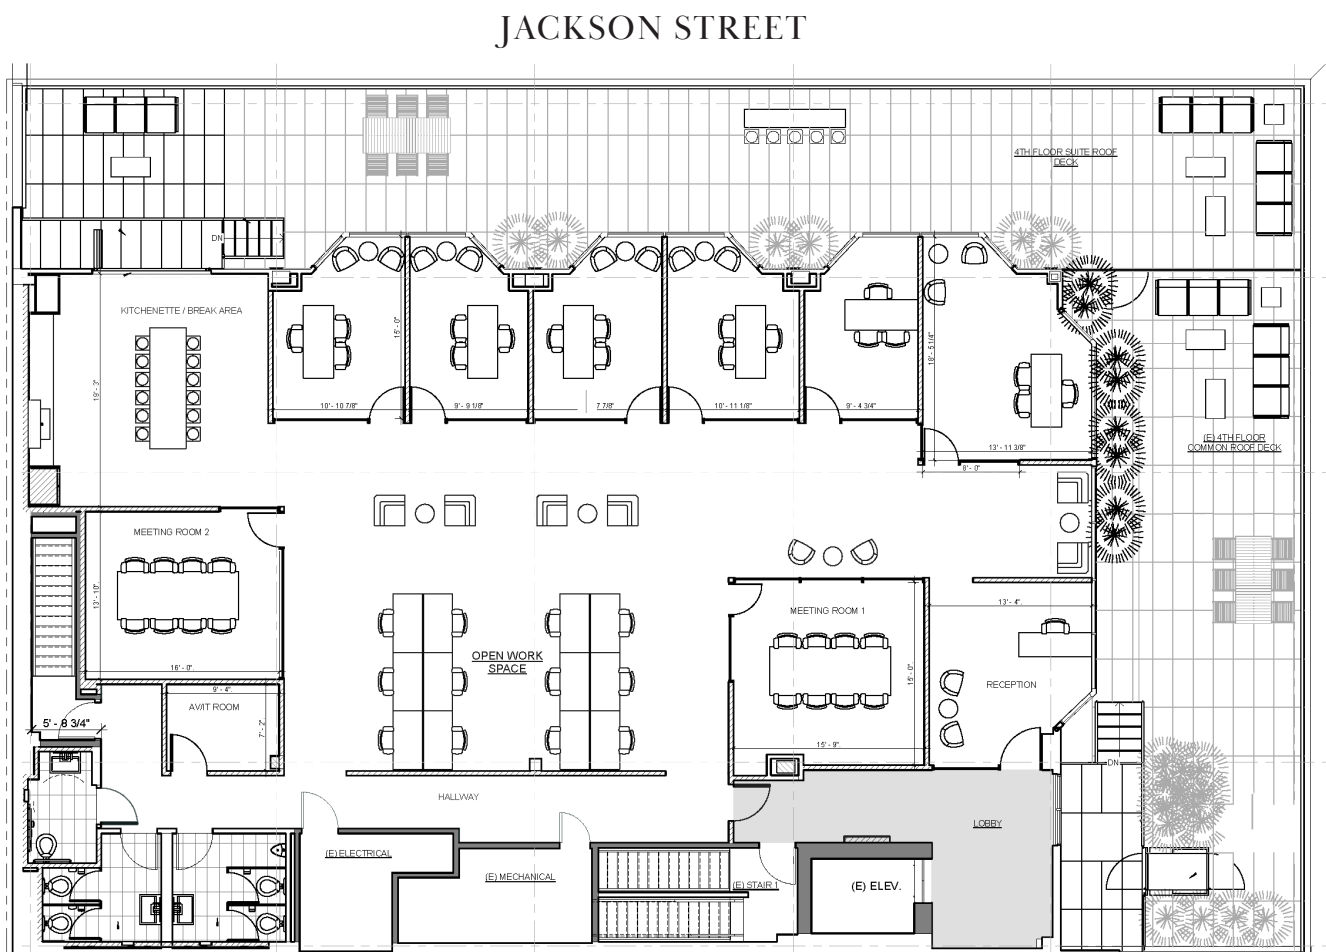 JACKSON STREET
4TH FLOOR SUITE ROOF
DECK
DN
KITCHENETTE / BREAK AREA
15' - 0"
18' - 5 1/4"
19' - 3"
10' - 10 7/8"
9' - 9 1/8"
7 7/8"
10' - 11 1/8"
9' - 4 3/4"
13' - 11 3/8"
8' - 0"
(E) 4TH FLOOR
COMMON ROOF DECK
MEETING ROOM 2
13' - 10"
16' - 0"
OPEN WORK
SPACE
MEETING ROOM 1
15' - 0"
15' - 9"
13' - 4"
RECEPTION
9' - 4"
AV/IT ROOM
7' - 2"
5' - 8 3/4"
DN
HALLWAY
LOBBY
(E) ELECTRICAL
(E) MECHANICAL
(E) STAIR 1
(E) ELEV.